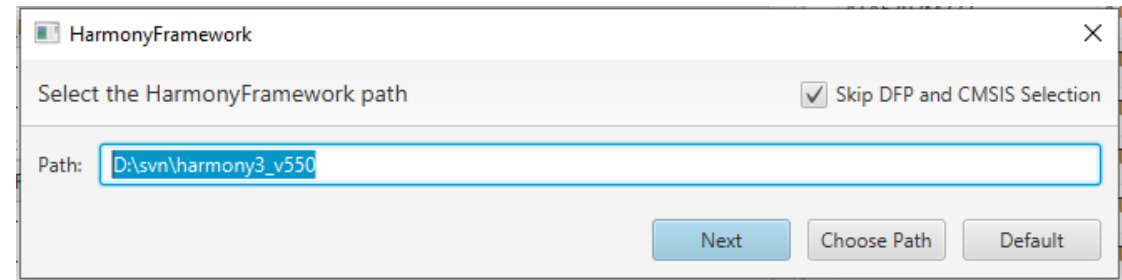 HarmonyFramework
Select the HarmonyFramework path
Skip DFP and CMSIS Selection
Path: D:\svn\harmony3_v550
Next Choose Path Default